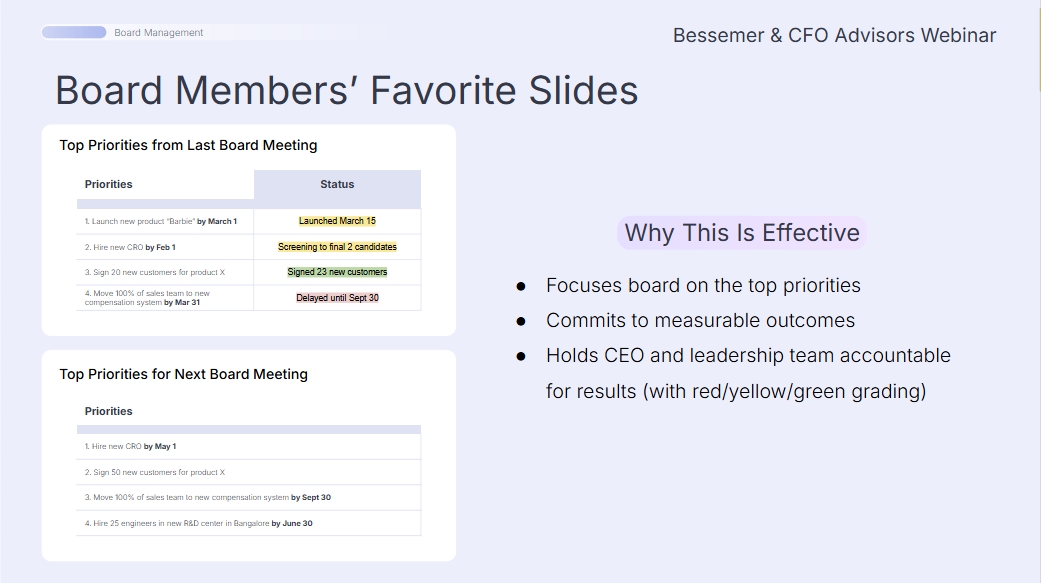 Board Management
Bessemer & CFO Advisors Webinar
Board Members’ Favorite Slides
Top Priorities from Last Board Meeting
Priorities Status
1. Launch new product “Barbie” by March 1 Launched March 15
2. Hire new CRO by Feb 1 Screening to final 2 candidates
3. Sign 20 new customers for product X Signed 23 new customers
4. Move 100% of sales team to new
compensation system by Mar 31 Delayed until Sept 30
Top Priorities for Next Board Meeting
Priorities
1. Hire new CRO by May 1
2. Sign 50 new customers for product X
3. Move 100% of sales team to new compensation system by Sept 30
4. Hire 25 engineers in new R&D center in Bangalore by June 30
Why This Is Effective
● Focuses board on the top priorities
● Commits to measurable outcomes
● Holds CEO and leadership team accountable
for results (with red/yellow/green grading)